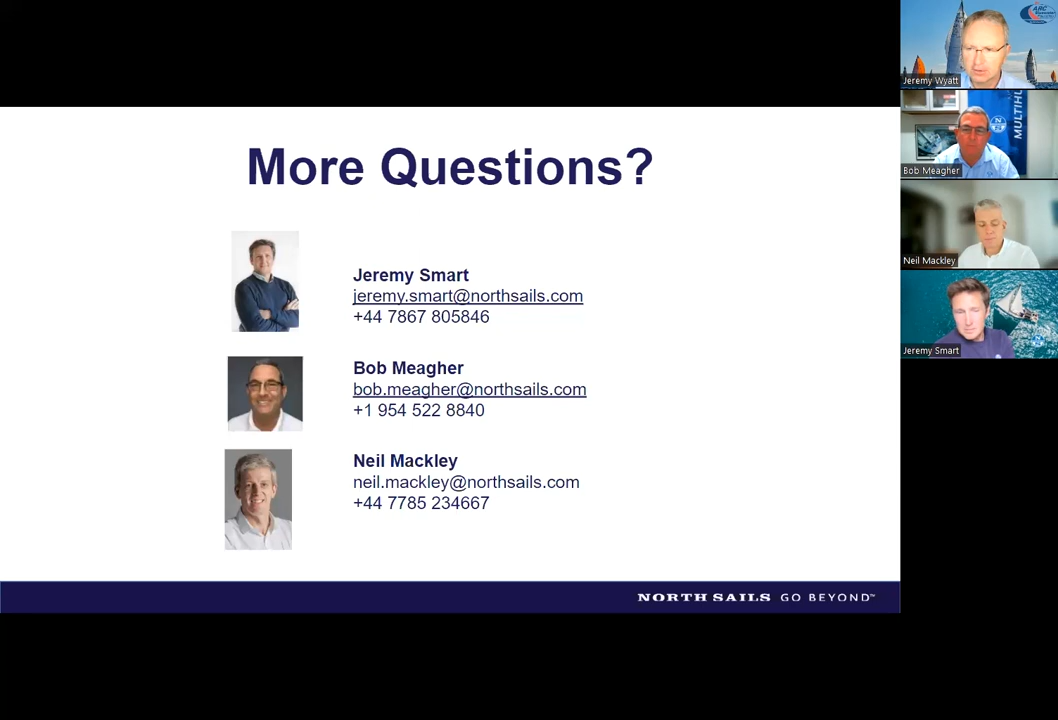 More Questions?
Jeremy Smart
jeremy.smart@northsails.com
+44 7867 805846
Bob Meagher
bob.meagher@northsails.com
+1 954 522 8840
Neil Mackley
neil.mackley@northsails.com
+44 7785 234667
NORTH SAILS GO BEYOND™
ARC
Jeremy Wyatt
MULTIHU
Bob Meagher
Neil Mackley
Jeremy Smart